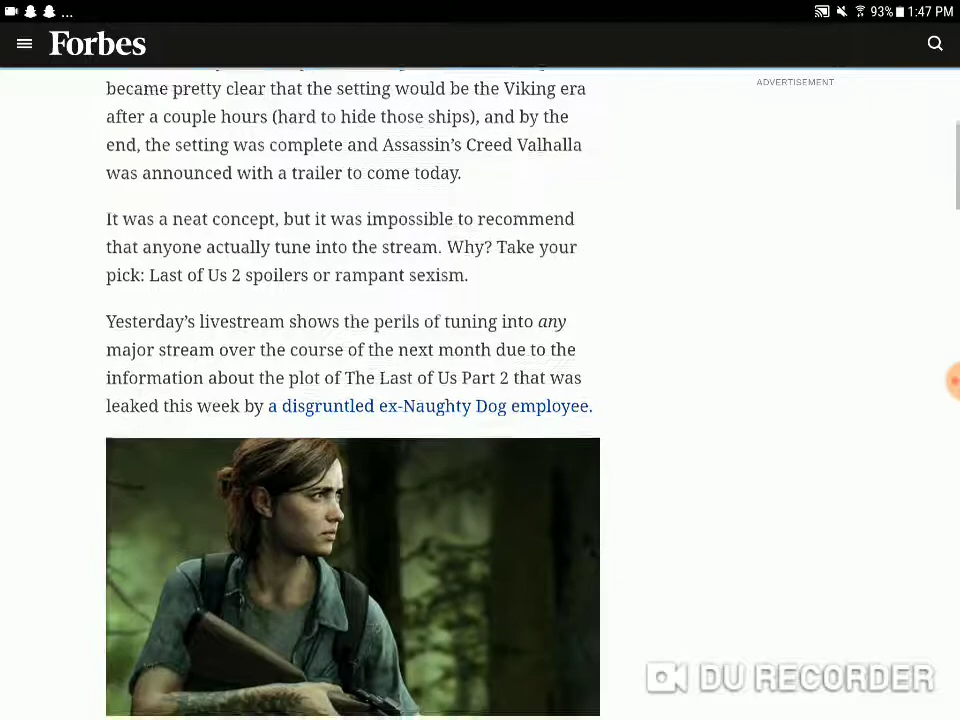 ... 93% 1:47 PM
Forbes
ADVERTISEMENT
became pretty clear that the setting would be the Viking era
after a couple hours (hard to hide those ships), and by the
end, the setting was complete and Assassin's Creed Valhalla
was announced with a trailer to come today.
It was a neat concept, but it was impossible to recommend
that anyone actually tune into the stream. Why? Take your
pick: Last of Us 2 spoilers or rampant sexism.
Yesterday's livestream shows the perils of tuning into any
major stream over the course of the next month due to the
information about the plot of The Last of Us Part 2 that was
leaked this week by a disgruntled ex-Naughty Dog employee.
DU RECORDER